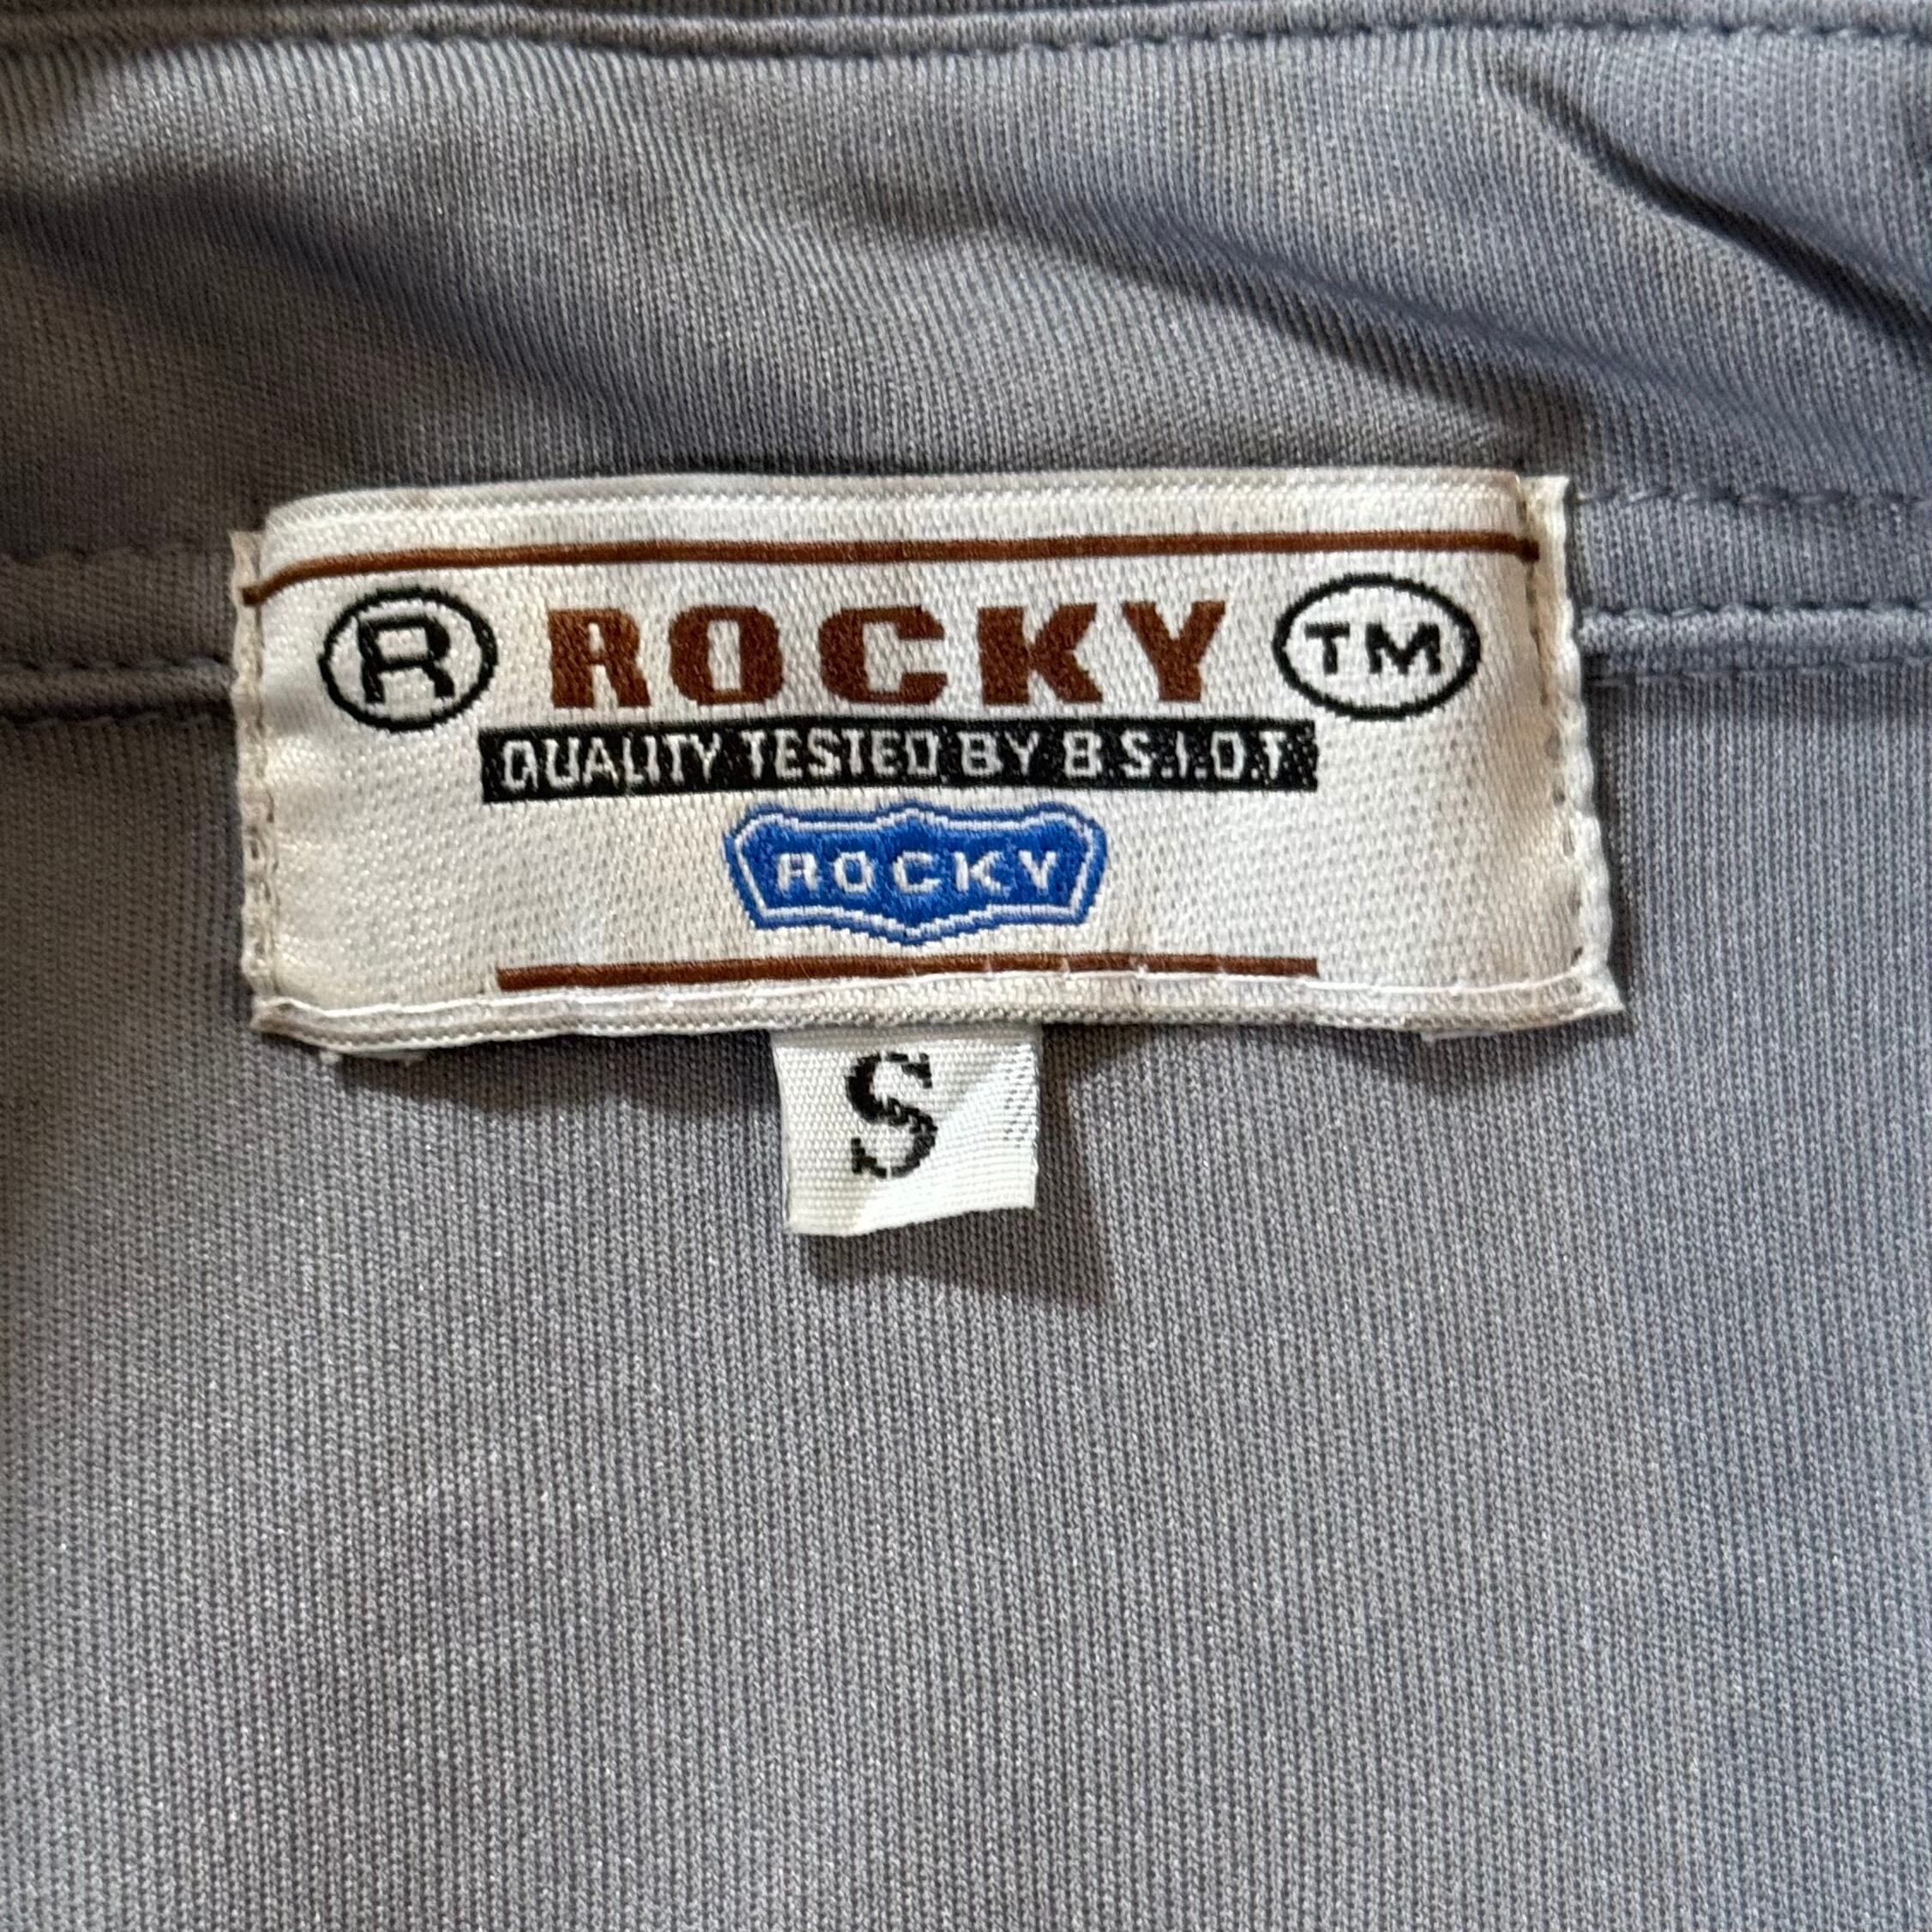 ® ROCKY TM
QUALITY TESTED BY B.S.I.O.T
ROCKY
S